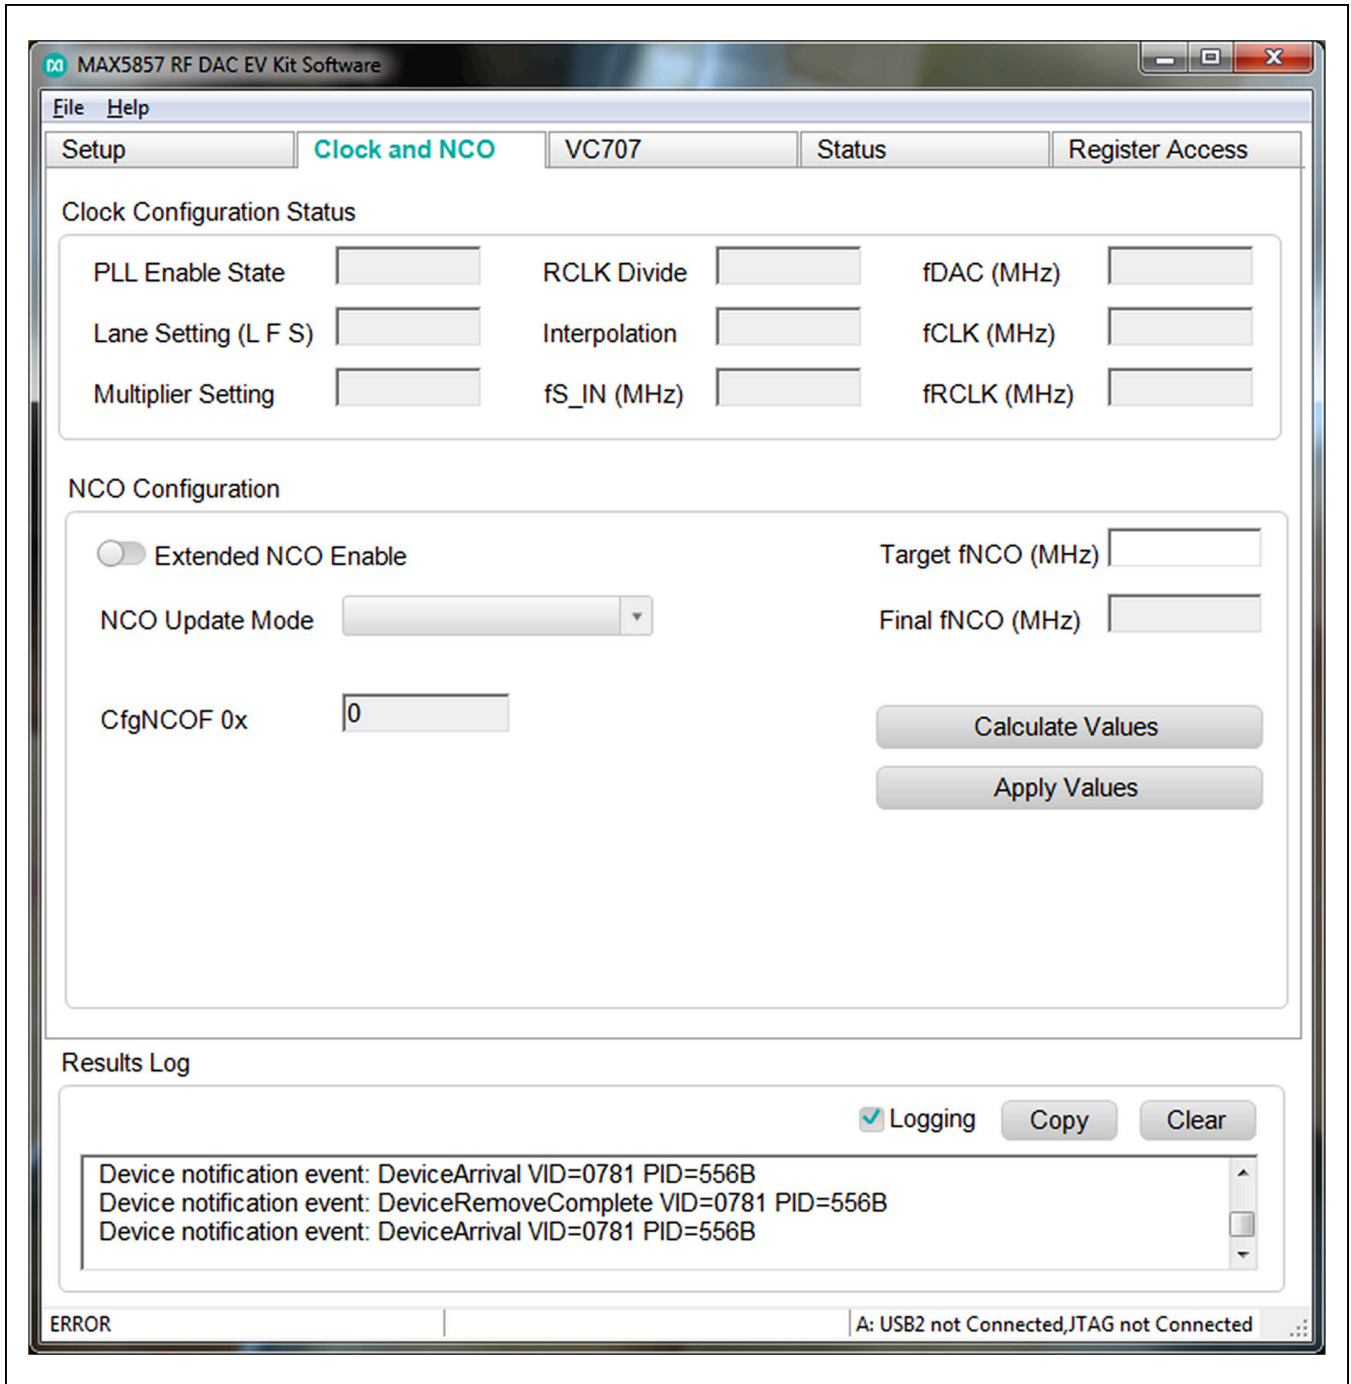 MAX5857 RF DAC EV Kit Software
File Help
Setup Clock and NCO VC707 Status Register Access
Clock Configuration Status
PLL Enable State RCLK Divide fDAC (MHz)
Lane Setting (L F S) Interpolation fCLK (MHz)
Multiplier Setting fS_IN (MHz) fRCLK (MHz)
NCO Configuration
Extended NCO Enable Target fNCO (MHz)
NCO Update Mode Final fNCO (MHz)
CfgNCOF 0x 0
Calculate Values
Apply Values
Results Log
Logging Copy Clear
Device notification event: DeviceArrival VID=0781 PID=556B
Device notification event: DeviceRemoveComplete VID=0781 PID=556B
Device notification event: DeviceArrival VID=0781 PID=556B
ERROR A: USB2 not Connected,JTAG not Connected